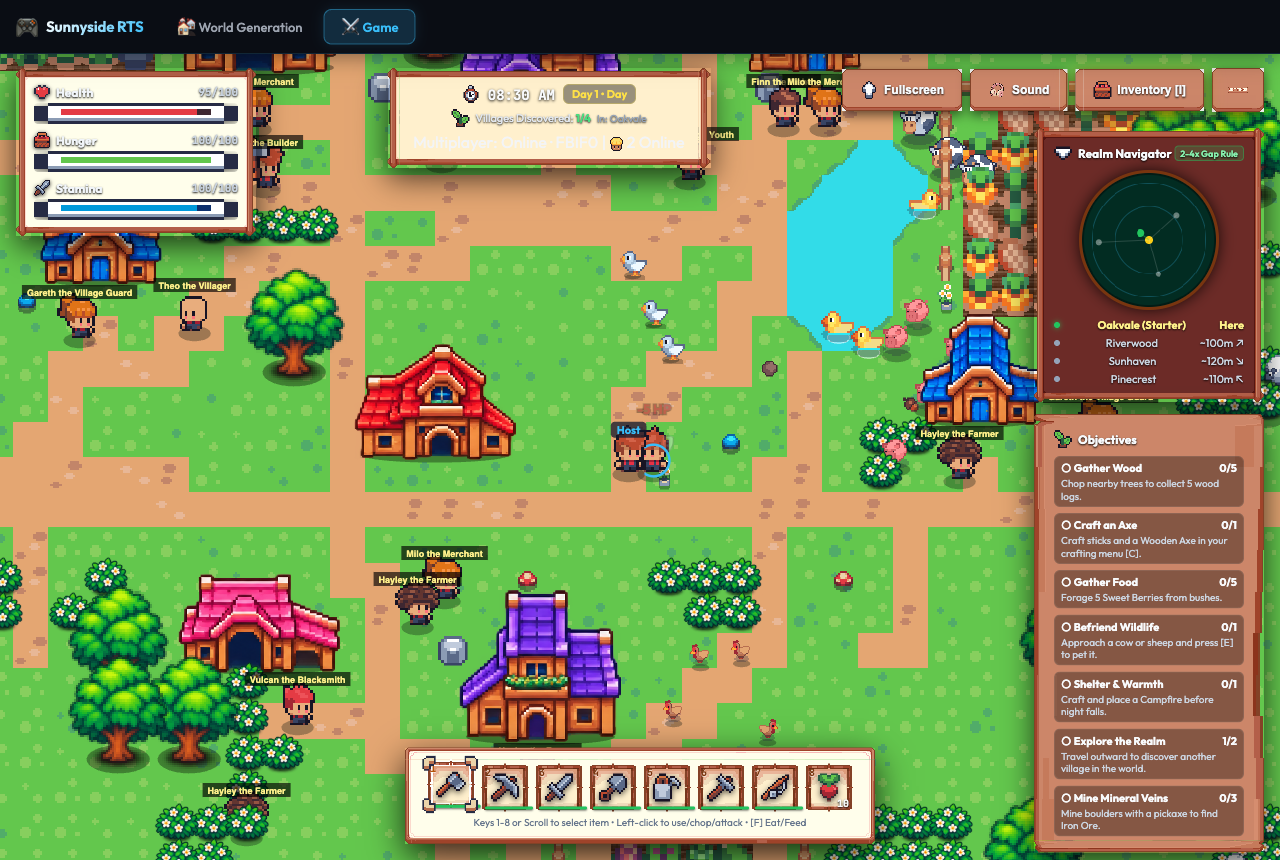 Sunnyside RTS
World Generation
Game
Merchant
Finn the
Milo the Mer
the Builder
Youth
Health 95/100
Hunger 100/100
Stamina 100/100
08:30 AM Day 1 • Day
Villages Discovered: 1/4 In: Oakvale
Fullscreen
Sound
Inventory [I]
Realm Navigator 2-4x Gap Rule
Oakvale (Starter) Here
Riverwood ~100m ↗
Sunhaven ~120m ↘
Pinecrest ~110m ↖
Gareth the Village Guard
Theo the Villager
Host
Hayley the Farmer
Milo the Merchant
Hayley the Farmer
Vulcan the Blacksmith
Hayley the Farmer
Objectives
Gather Wood 0/5
Chop nearby trees to collect 5 wood
logs.
Craft an Axe 0/1
Craft sticks and a Wooden Axe in your
crafting menu [C].
Gather Food 0/5
Forage 5 Sweet Berries from bushes.
Befriend Wildlife 0/1
Approach a cow or sheep and press [E]
to pet it.
Shelter & Warmth 0/1
Craft and place a Campfire before
night falls.
Explore the Realm 1/2
Travel outward to discover another
village in the world.
Mine Mineral Veins 0/3
Mine boulders with a pickaxe to find
Iron Ore.
10
Keys 1-8 or Scroll to select item • Left-click to use/chop/attack • [F] Eat/Feed